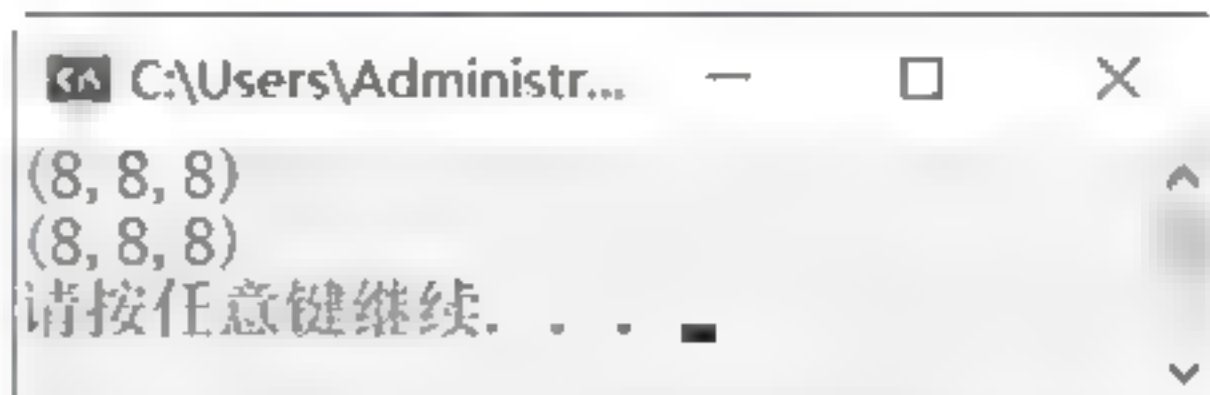 C:\Users\Administr...
(8, 8, 8)
(8, 8, 8)
请按任意键继续. . .